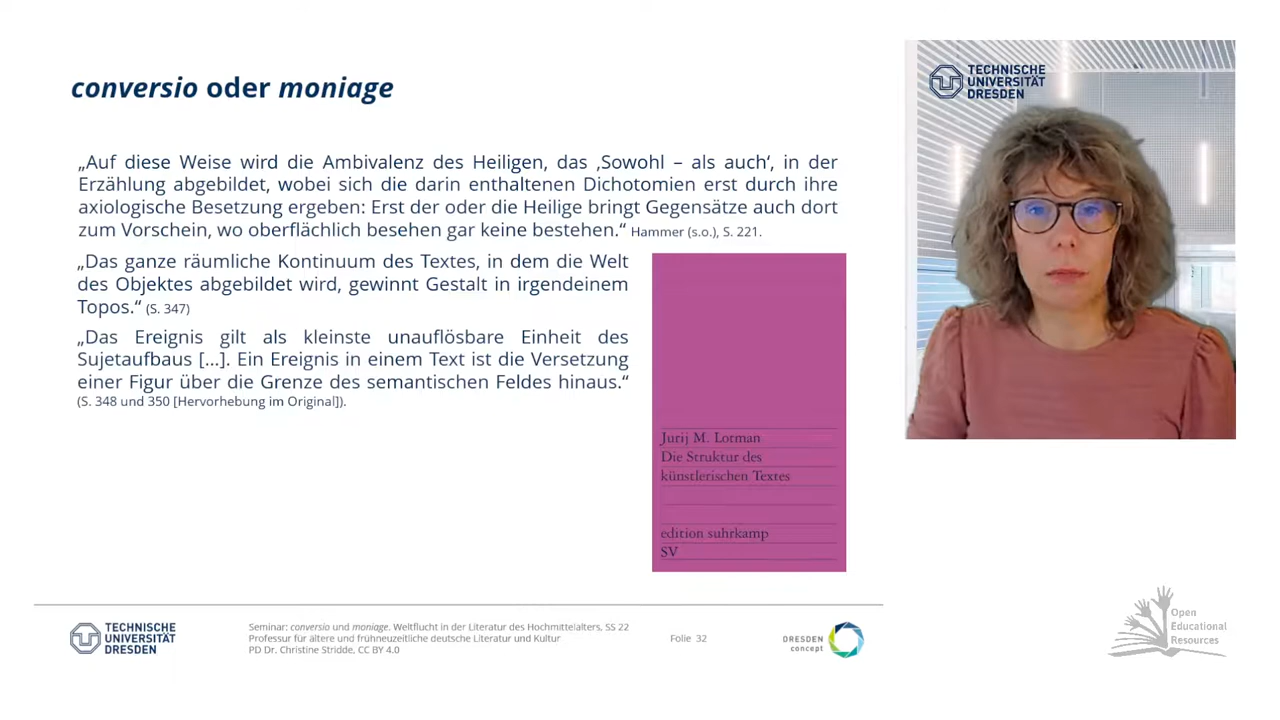 conversio oder moniage
„Auf diese Weise wird die Ambivalenz des Heiligen, das ‚Sowohl – als auch‘, in der
Erzählung abgebildet, wobei sich die darin enthaltenen Dichotomien erst durch ihre
axiologische Besetzung ergeben: Erst der oder die Heilige bringt Gegensätze auch dort
zum Vorschein, wo oberflächlich besehen gar keine bestehen.“ Hammer (s.o.), S. 221.
„Das ganze räumliche Kontinuum des Textes, in dem die Welt
des Objektes abgebildet wird, gewinnt Gestalt in irgendeinem
Topos.“ (S. 347)
„Das Ereignis gilt als kleinste unauflösbare Einheit des
Sujetaufbaus [...]. Ein Ereignis in einem Text ist die Versetzung
einer Figur über die Grenze des semantischen Feldes hinaus.“
(S. 348 und 350 [Hervorhebung im Original]).
Jurij M. Lotman
Die Struktur des
künstlerischen Textes
edition suhrkamp
SV
TECHNISCHE
UNIVERSITÄT
DRESDEN
TECHNISCHE
UNIVERSITÄT
DRESDEN
Seminar: conversio und moniage. Weltflucht in der Literatur des Hochmittelalters, SS 22
Professur für ältere und frühneuzeitliche deutsche Literatur und Kultur
PD Dr. Christine Stridde, CC BY 4.0
Folie 32
DRESDEN
concept
Open
Educational
Resources